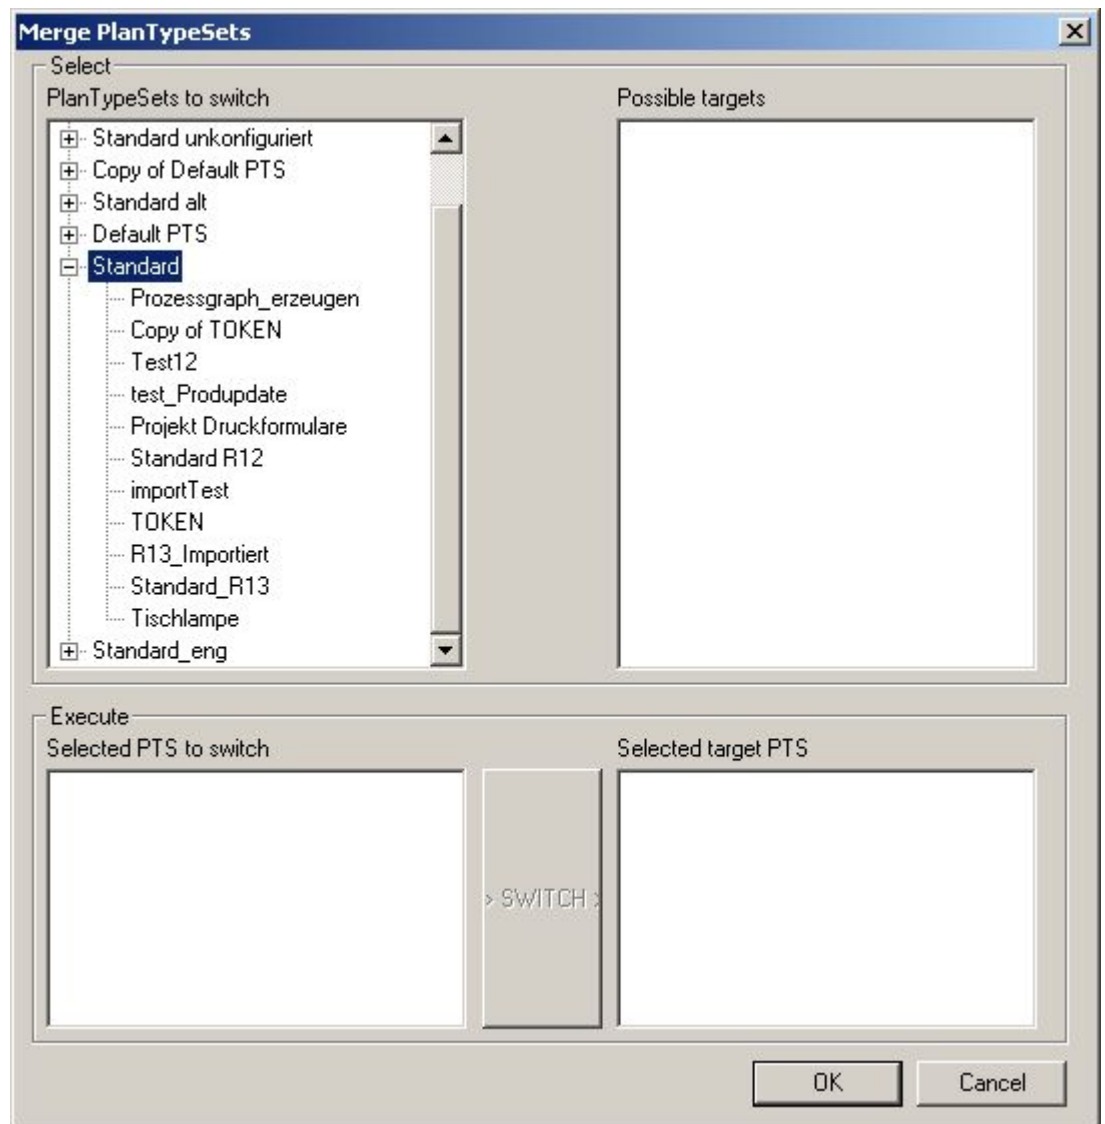 Merge PlanTypeSets
Select
PlanTypeSets to switch
Possible targets
Standard unkonfiguriert
Copy of Default PTS
Standard alt
Default PTS
Standard
Prozessgraph_erzeugen
Copy of TOKEN
Test12
test_Produpdate
Projekt Druckformulare
Standard R12
importTest
TOKEN
R13_Importiert
Standard_R13
Tischlampe
Standard_eng
Execute
Selected PTS to switch
Selected target PTS
> SWITCH >
OK
Cancel